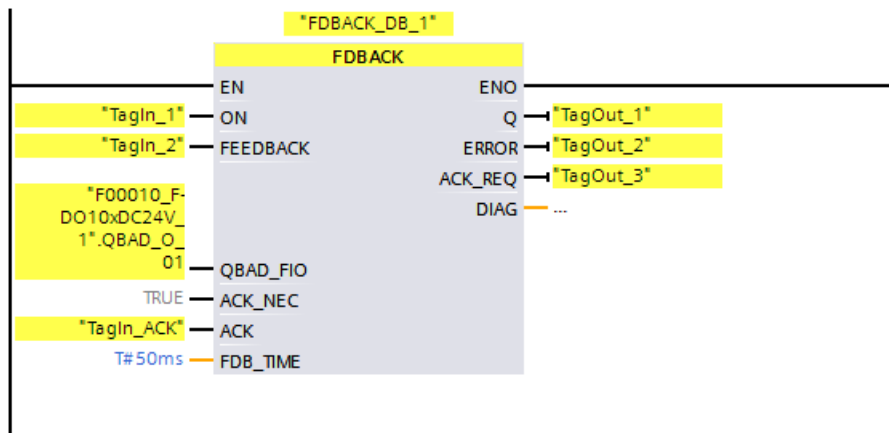 "FDBACK_DB_1"
FDBACK
EN ENO
"TagIn_1" ON Q "TagOut_1"
"TagIn_2" FEEDBACK ERROR "TagOut_2"
ACK_REQ "TagOut_3"
DIAG ...
"F00010_F-
DO10xDC24V_
1".QBAD_O_
01 QBAD_FIO
TRUE ACK_NEC
"TagIn_ACK" ACK
T#50ms FDB_TIME